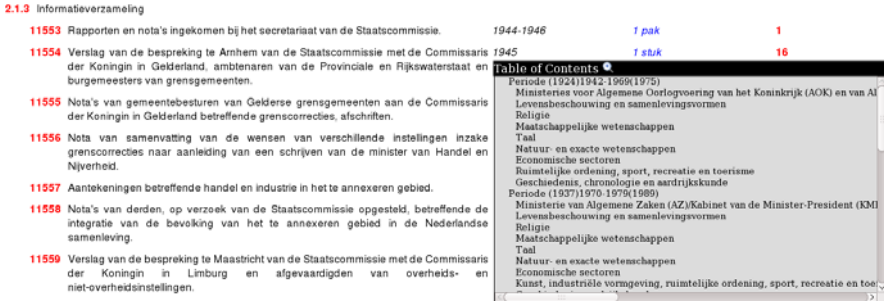 2.1.3 Informatieverzameling
11553 Rapporten en nota's ingekomen bij het secretariaat van de Staatscommissie. 1944-1946 1 pak 1
11554 Verslag van de bespreking te Arnhem van de Staatscommissie met de Commissaris 1945 1 stuk 16
der Koningin in Gelderland, ambtenaren van de Provinciale en Rijkswaterstaat en
burgemeesters van grensgemeenten.
11555 Nota's van gemeentebesturen van Gelderse grensgemeenten aan de Commissaris
der Koningin in Gelderland betreffende grenscorrecties, afschriften.
11556 Nota van samenvatting van de wensen van verschillende instellingen inzake
grenscorrecties naar aanleiding van een schrijven van de minister van Handel en
Nijverheid.
11557 Aantekeningen betreffende handel en industrie in het te annexeren gebied.
11558 Nota's van derden, op verzoek van de Staatscommissie opgesteld, betreffende de
integratie van de bevolking van het te annexeren gebied in de Nederlandse
samenleving.
11559 Verslag van de bespreking te Maastricht van de Staatscommissie met de Commissaris
der Koningin in Limburg en afgevaardigden van overheids- en
niet-overheidsinstellingen.
Table of Contents
Periode (1924)1942-1969(1975)
Ministeries voor Algemene Oorlogvoering van het Koninkrijk (AOK) en van Al
Levensbeschouwing en samenlevingsvormen
Religie
Maatschappelijke wetenschappen
Taal
Natuur- en exacte wetenschappen
Economische sectoren
Ruimtelijke ordening, sport, recreatie en toerisme
Geschiedenis, chronologie en aardrijkskunde
Periode (1937)1970-1979(1989)
Ministerie van Algemene Zaken (AZ)/Kabinet van de Minister-President (KMI
Levensbeschouwing en samenlevingsvormen
Religie
Maatschappelijke wetenschappen
Taal
Natuur- en exacte wetenschappen
Economische sectoren
Kunst, industriële vormgeving, ruimtelijke ordening, sport, recreatie en toe